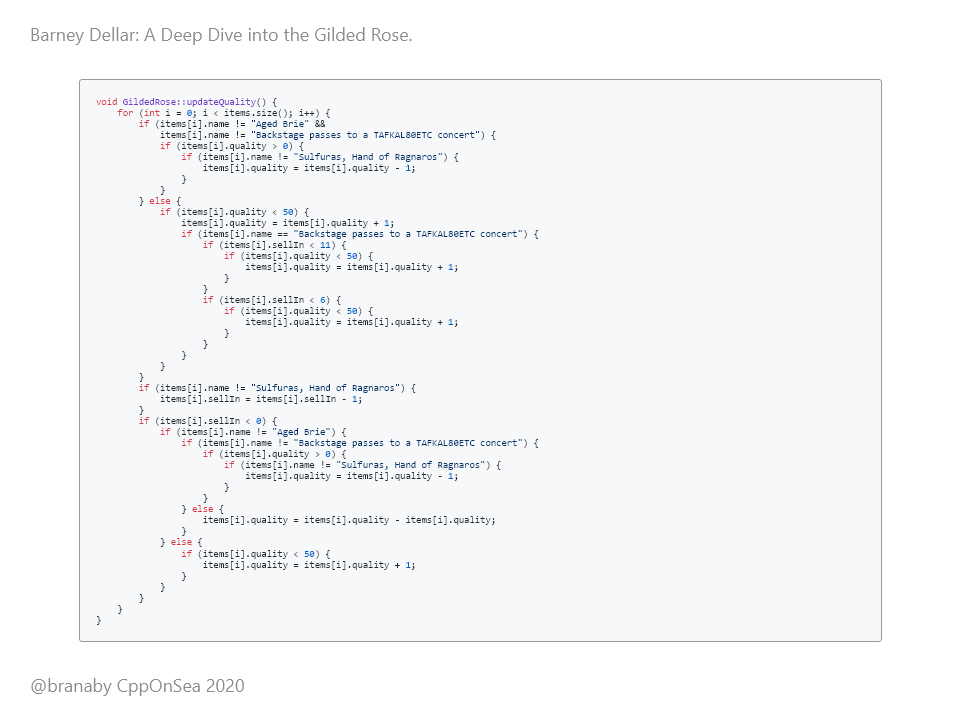 Barney Dellar: A Deep Dive into the Gilded Rose.
void GildedRose::updateQuality() {
    for (int i = 0; i < items.size(); i++) {
        if (items[i].name != "Aged Brie" &&
            items[i].name != "Backstage passes to a TAFKAL80ETC concert") {
            if (items[i].quality > 0) {
                if (items[i].name != "Sulfuras, Hand of Ragnaros") {
                    items[i].quality = items[i].quality - 1;
                }
            }
        } else {
            if (items[i].quality < 50) {
                items[i].quality = items[i].quality + 1;
                if (items[i].name == "Backstage passes to a TAFKAL80ETC concert") {
                    if (items[i].sellIn < 11) {
                        if (items[i].quality < 50) {
                            items[i].quality = items[i].quality + 1;
                        }
                    }
                    if (items[i].sellIn < 6) {
                        if (items[i].quality < 50) {
                            items[i].quality = items[i].quality + 1;
                        }
                    }
                }
            }
        }
        if (items[i].name != "Sulfuras, Hand of Ragnaros") {
            items[i].sellIn = items[i].sellIn - 1;
        }
        if (items[i].sellIn < 0) {
            if (items[i].name != "Aged Brie") {
                if (items[i].name != "Backstage passes to a TAFKAL80ETC concert") {
                    if (items[i].quality > 0) {
                        if (items[i].name != "Sulfuras, Hand of Ragnaros") {
                            items[i].quality = items[i].quality - 1;
                        }
                    }
                } else {
                    items[i].quality = items[i].quality - items[i].quality;
                }
            } else {
                if (items[i].quality < 50) {
                    items[i].quality = items[i].quality + 1;
                }
            }
        }
    }
}
@branaby CppOnSea 2020